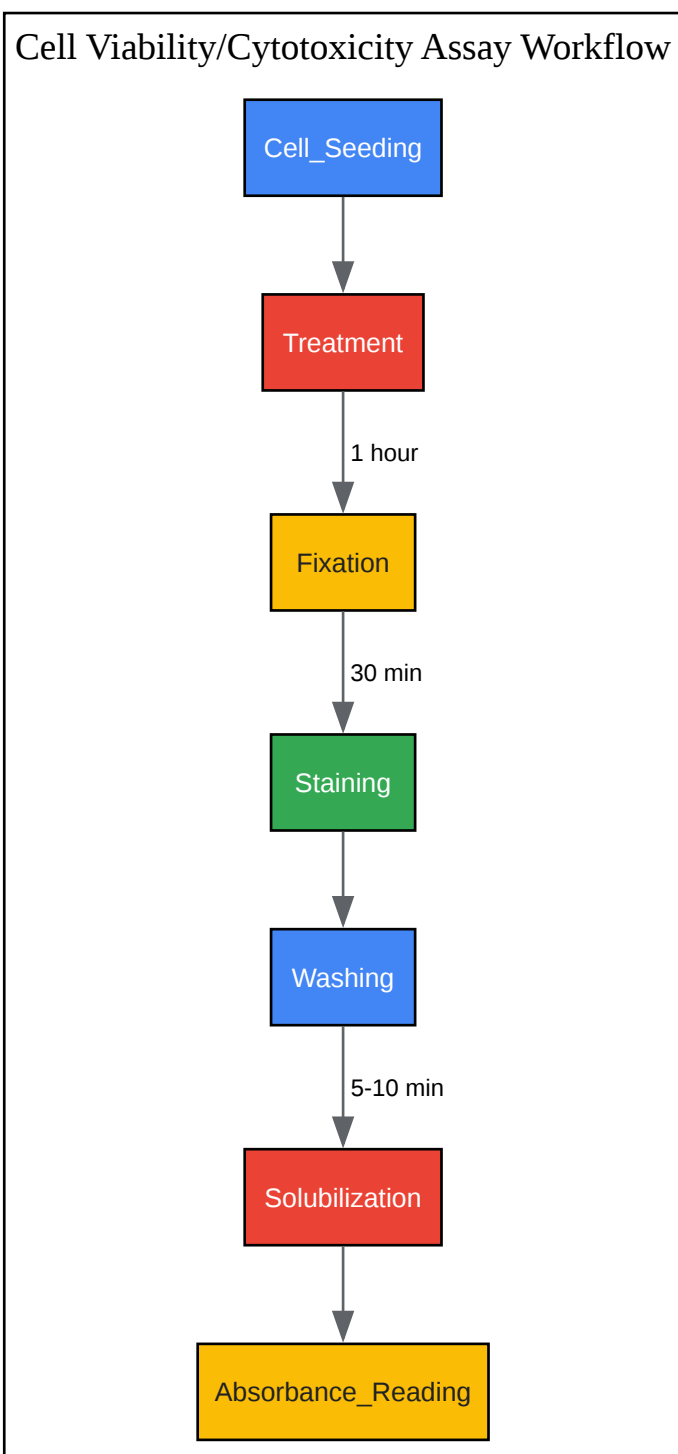 Cell Viability/Cytotoxicity Assay Workflow
Cell_Seeding
Treatment
1 hour
Fixation
30 min
Staining
Washing
5-10 min
Solubilization
Absorbance_Reading